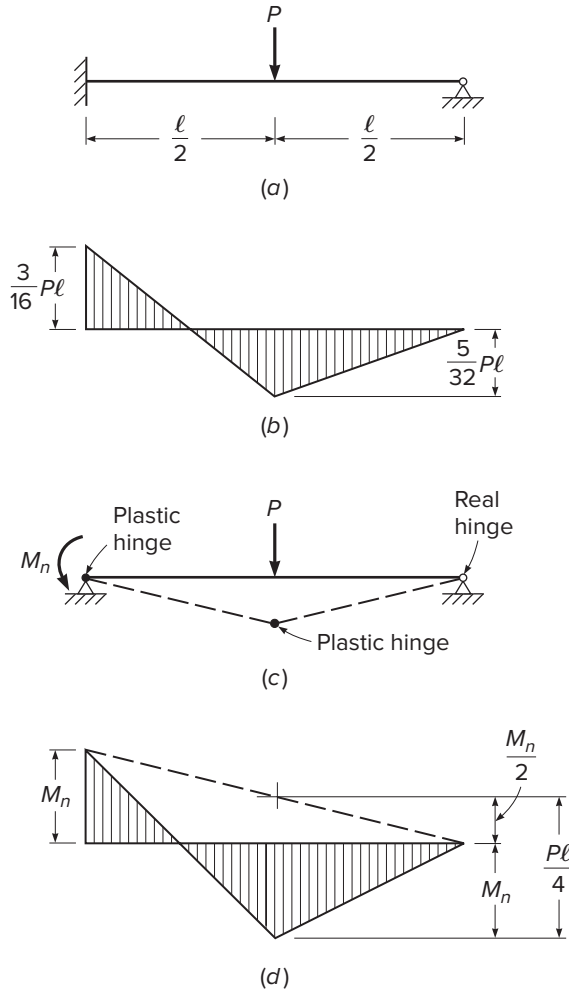 P
ℓ
2
ℓ
2
(a)
3
16
Pℓ
5
32
Pℓ
(b)
P
Plastic
hinge
Real
hinge
Mn
Plastic hinge
(c)
Mn
2
Mn
Pℓ
4
Mn
(d)